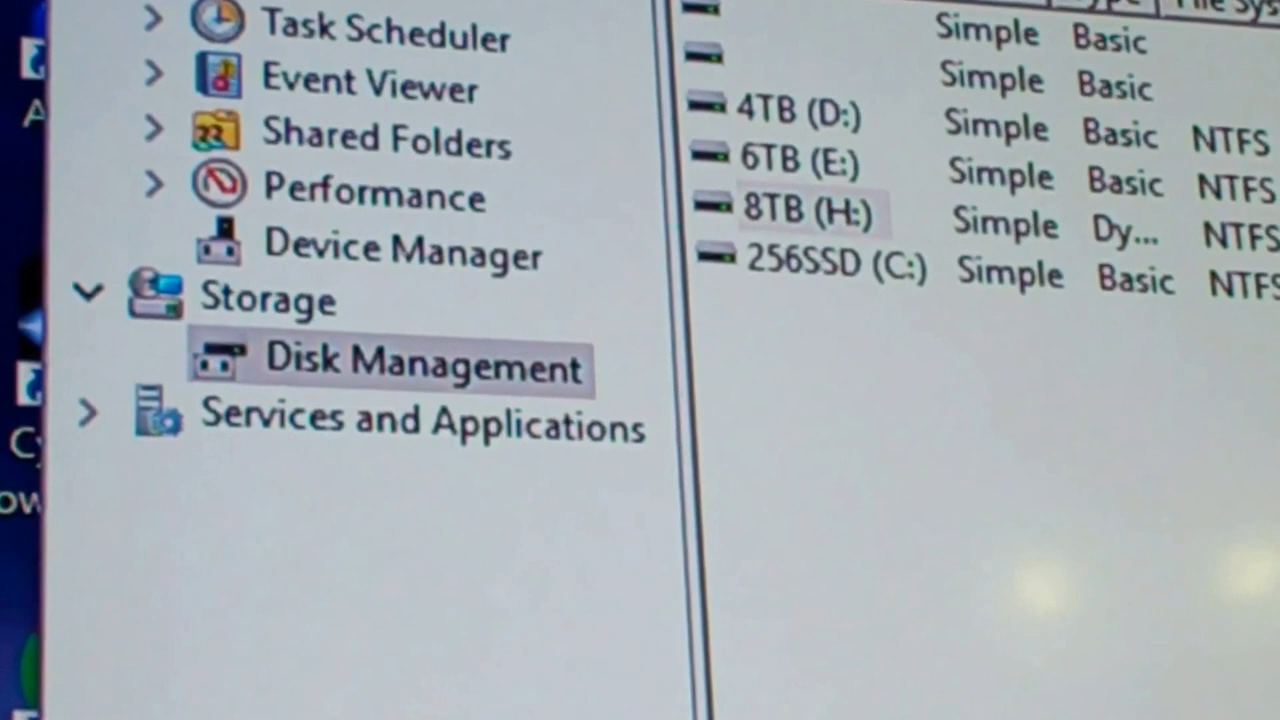 Task Scheduler
Event Viewer
Shared Folders
Performance
Device Manager
Storage
Disk Management
Services and Applications
Simple Basic
Simple Basic
4TB (D:) Simple Basic NTFS
6TB (E:) Simple Basic NTFS
8TB (H:) Simple Dy... NTFS
256SSD (C:) Simple Basic NTFS